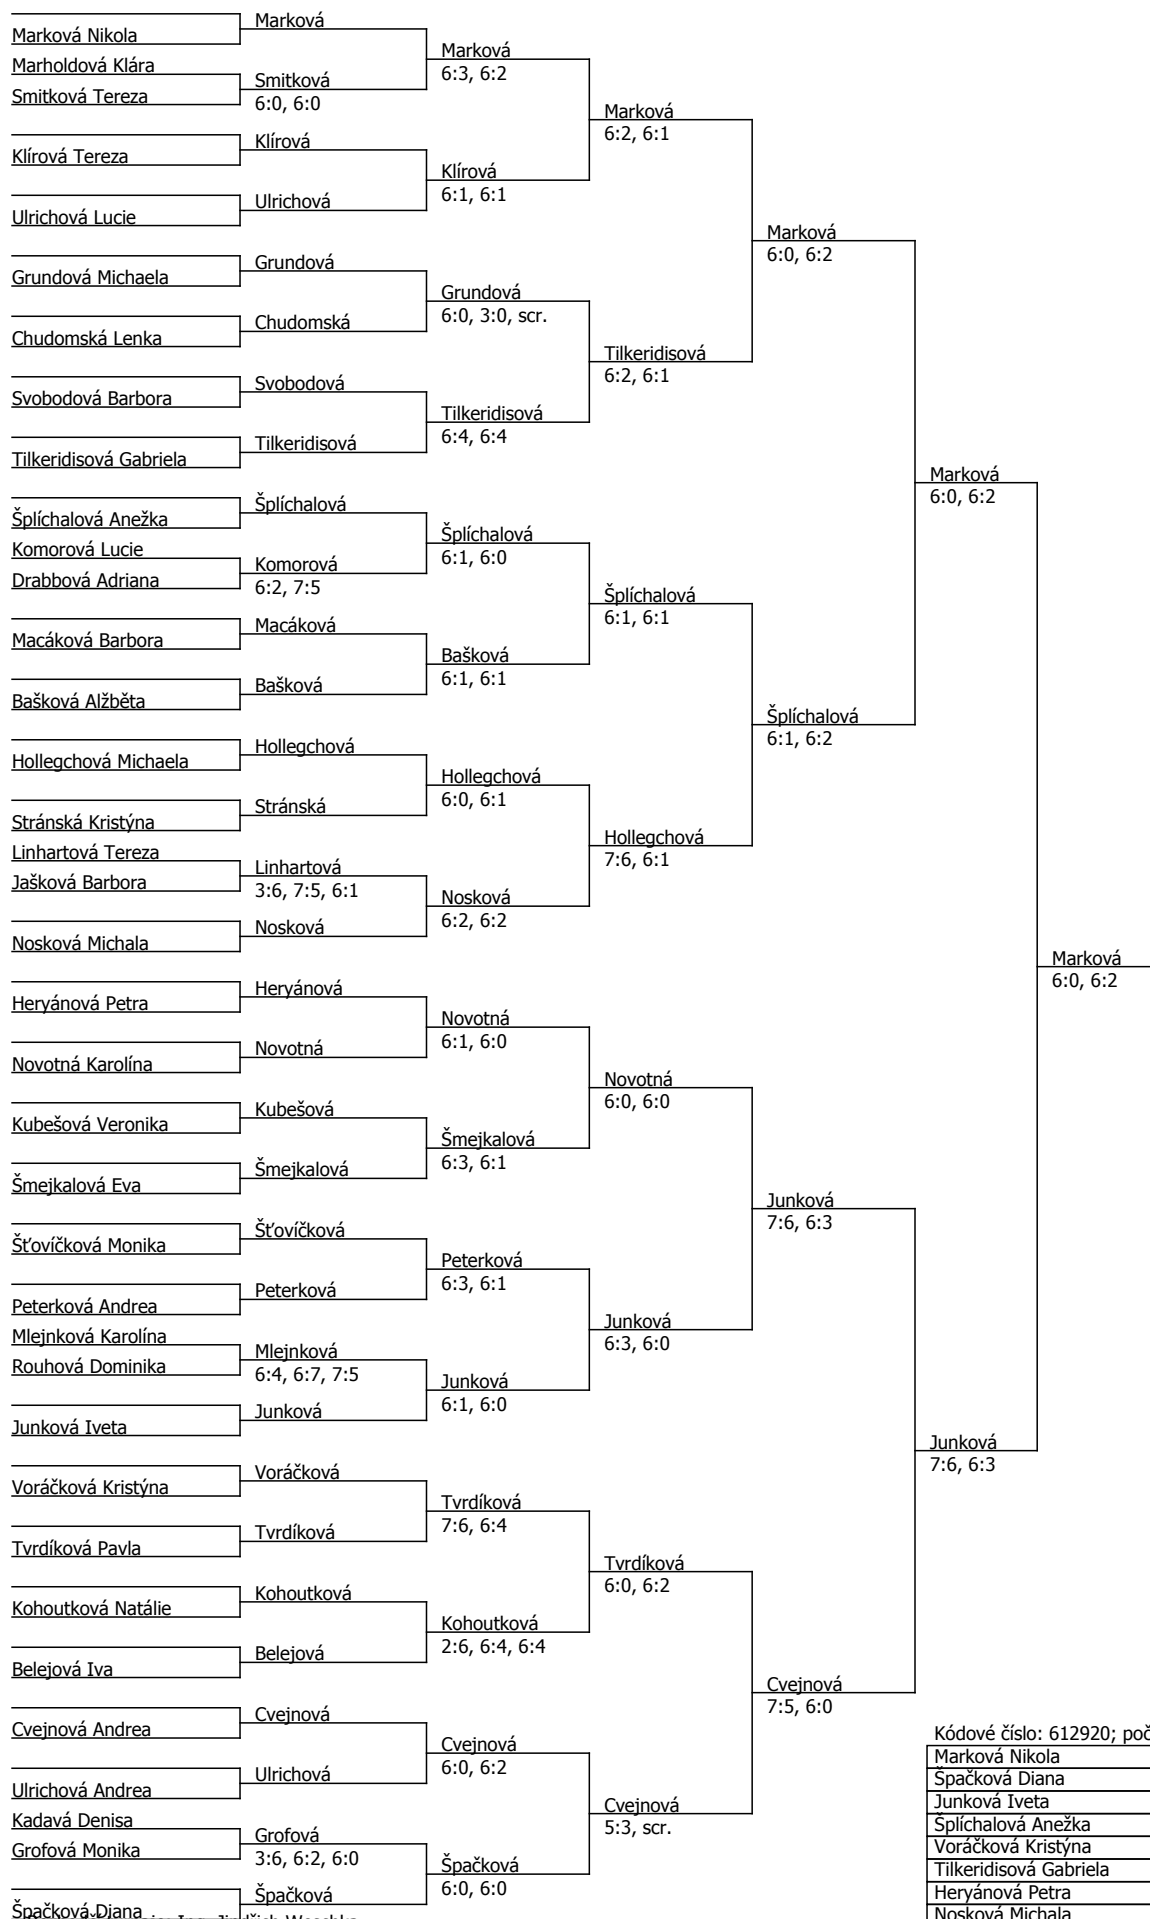 Marková Nikola
Marholdová Klára
Smitková Tereza
Klírová Tereza
Ulrichová Lucie
Grundová Michaela
Chudomská Lenka
Svobodová Barbora
Tilkeridisová Gabriela
Šplíchalová Anežka
Komorová Lucie
Drabbová Adriana
Macáková Barbora
Bašková Alžběta
Hollegchová Michaela
Stránská Kristýna
Linhartová Tereza
Jašková Barbora
Nosková Michala
Heryánová Petra
Novotná Karolína
Kubešová Veronika
Šmejkalová Eva
Šťovíčková Monika
Peterková Andrea
Mlejnková Karolína
Rouhová Dominika
Junková Iveta
Voráčková Kristýna
Tvrdíková Pavla
Kohoutková Natálie
Belejová Iva
Cvejnová Andrea
Ulrichová Andrea
Kadavá Denisa
Grofová Monika
Špačková Diana
Marková
Smitková
6:0, 6:0
Klírová
Ulrichová
Grundová
Chudomská
Svobodová
Tilkeridisová
Šplíchalová
Komorová
6:2, 7:5
Macáková
Bašková
Hollegchová
Stránská
Linhartová
3:6, 7:5, 6:1
Nosková
Heryánová
Novotná
Kubešová
Šmejkalová
Šťovíčková
Peterková
Mlejnková
6:4, 6:7, 7:5
Junková
Voráčková
Tvrdíková
Kohoutková
Belejová
Cvejnová
Ulrichová
Grofová
3:6, 6:2, 6:0
Špačková
Marková
6:3, 6:2
Klírová
6:1, 6:1
Grundová
6:0, 3:0, scr.
Tilkeridisová
6:4, 6:4
Šplíchalová
6:1, 6:0
Bašková
6:1, 6:1
Hollegchová
6:0, 6:1
Nosková
6:2, 6:2
Novotná
6:1, 6:0
Šmejkalová
6:3, 6:1
Peterková
6:3, 6:1
Junková
6:1, 6:0
Tvrdíková
7:6, 6:4
Kohoutková
2:6, 6:4, 6:4
Cvejnová
6:0, 6:2
Špačková
6:0, 6:0
Marková
6:2, 6:1
Tilkeridisová
6:2, 6:1
Šplíchalová
6:1, 6:1
Hollegchová
7:6, 6:1
Novotná
6:0, 6:0
Junková
6:3, 6:0
Tvrdíková
6:0, 6:2
Cvejnová
5:3, scr.
Marková
6:0, 6:2
Šplíchalová
6:1, 6:2
Junková
7:6, 6:3
Cvejnová
7:5, 6:0
Marková
6:0, 6:2
Junková
7:6, 6:3
Marková
6:0, 6:2
Kódové číslo: 612920; poč
Marková Nikola
Špačková Diana
Junková Iveta
Šplíchalová Anežka
Voráčková Kristýna
Tilkeridisová Gabriela
Heryánová Petra
Nosková Michala